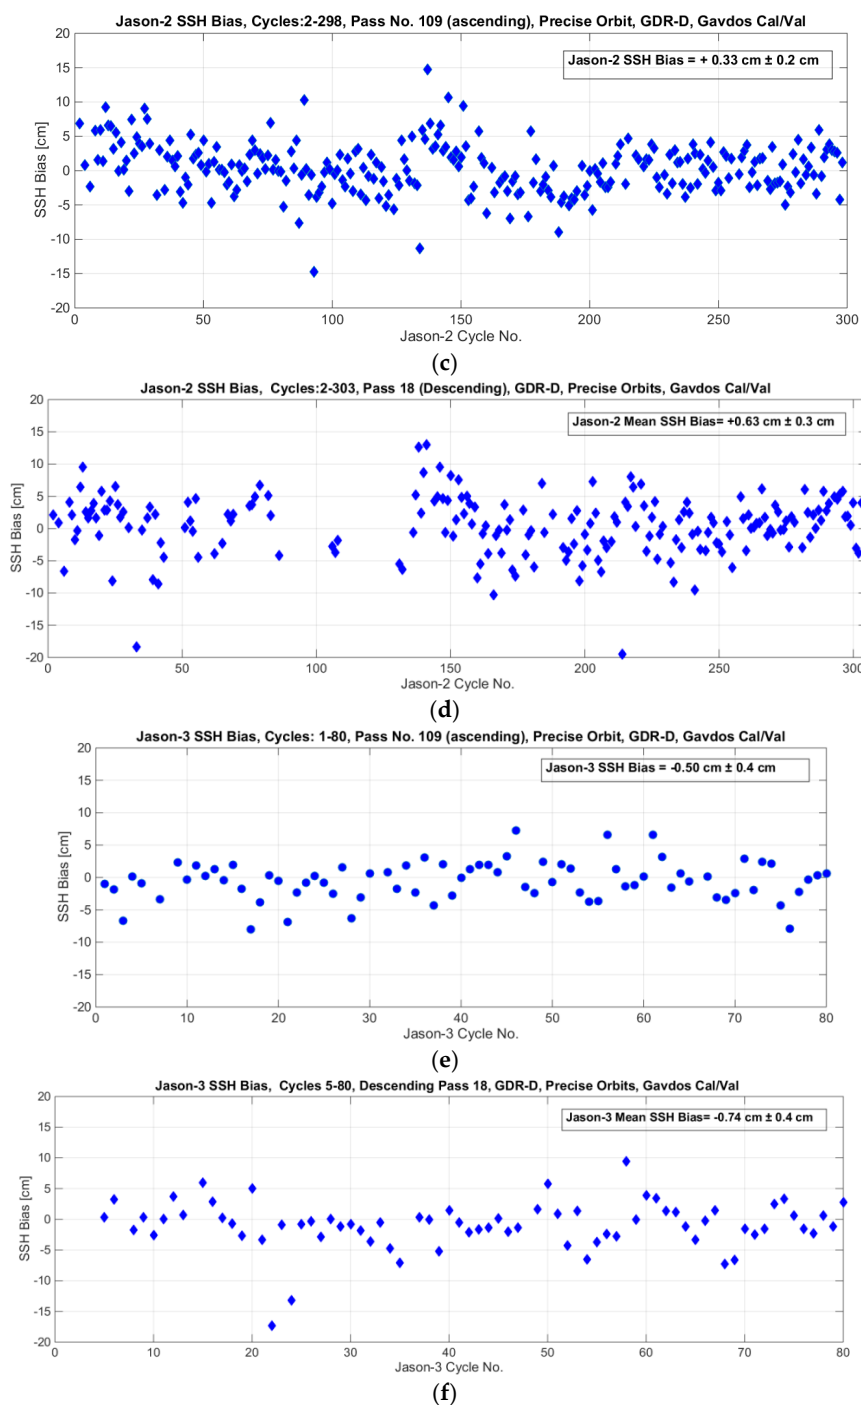 Jason-2 SSH Bias, Cycles:2-298, Pass No. 109 (ascending), Precise Orbit, GDR-D, Gavdos Cal/Val
Jason-2 SSH Bias = + 0.33 cm ± 0.2 cm
SSH Bias [cm]
20
15
10
5
0
-5
-10
-15
-20
0 50 100 150 200 250 300
Jason-2 Cycle No.
(c)
Jason-2 SSH Bias,  Cycles:2-303, Pass 18 (Descending), GDR-D, Precise Orbits, Gavdos Cal/Val
Jason-2 Mean SSH Bias= +0.63 cm ± 0.3 cm
SSH Bias [cm]
20
15
10
5
0
-5
-10
-15
-20
0 50 100 150 200 250 300
Jason-2 Cycle No.
(d)
Jason-3 SSH Bias, Cycles: 1-80, Pass No. 109 (ascending), Precise Orbit, GDR-D, Gavdos Cal/Val
Jason-3 SSH Bias = -0.50 cm ± 0.4 cm
SSH Bias [cm]
20
15
10
5
0
-5
-10
-15
-20
0 10 20 30 40 50 60 70 80
Jason-3 Cycle No.
(e)
Jason-3 SSH Bias,  Cycles 5-80, Descending Pass 18, GDR-D, Precise Orbits, Gavdos Cal/Val
Jason-3 Mean SSH Bias= -0.74 cm ± 0.4 cm
SSH Bias [cm]
20
15
10
5
0
-5
-10
-15
-20
0 10 20 30 40 50 60 70 80
Jason-3 Cycle No.
(f)